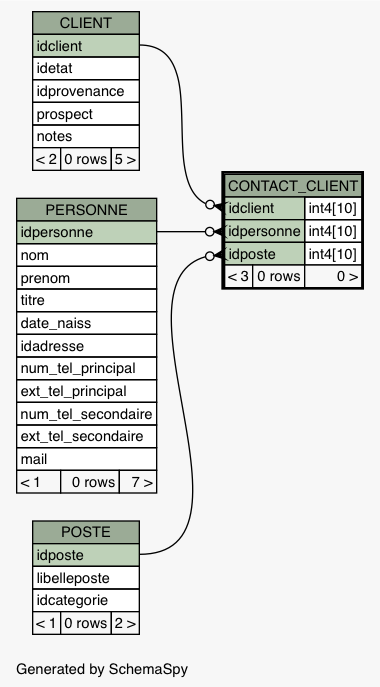 CLIENT
idclient
idetat
idprovenance
prospect
notes
< 2 0 rows 5 >
CONTACT_CLIENT
idclient int4[10]
idpersonne int4[10]
idposte int4[10]
< 3 0 rows 0 >
PERSONNE
idpersonne
nom
prenom
titre
date_naiss
idadresse
num_tel_principal
ext_tel_principal
num_tel_secondaire
ext_tel_secondaire
mail
< 1 0 rows 7 >
POSTE
idposte
libelleposte
idcategorie
< 1 0 rows 2 >
Generated by SchemaSpy